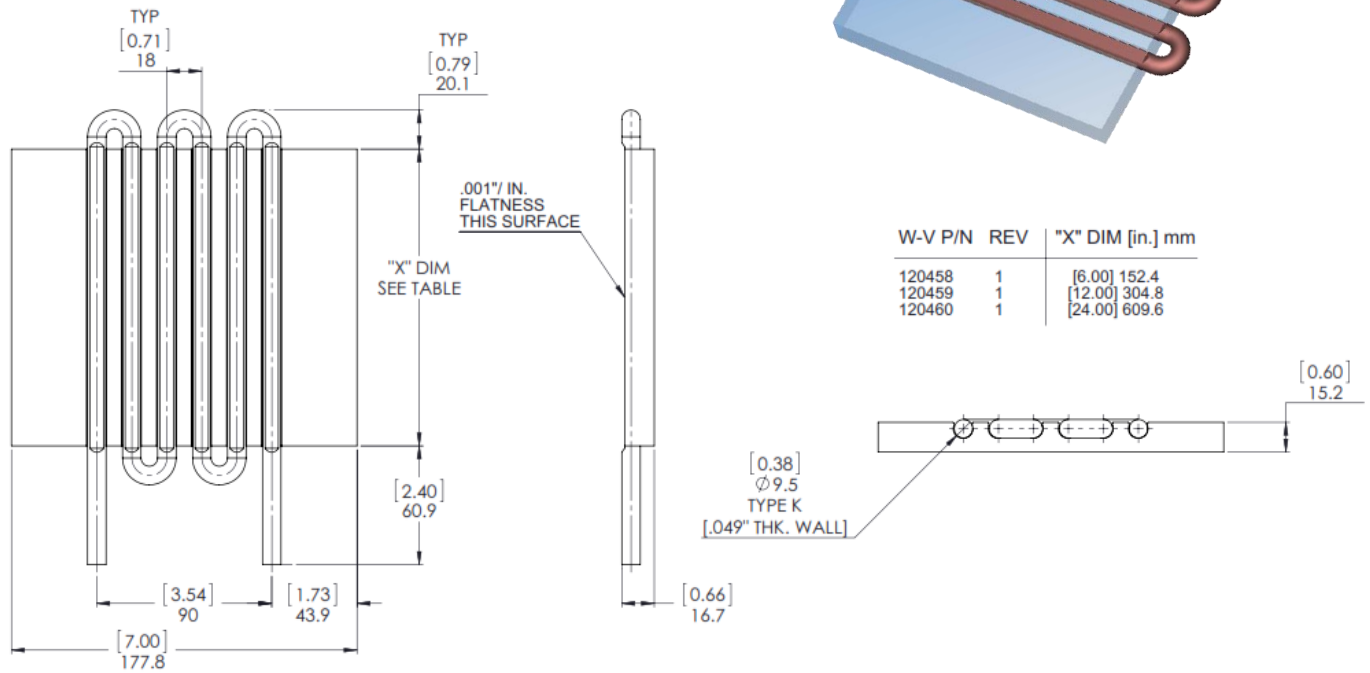 TYP
[0.71]
18
TYP
[0.79]
20.1
.001"/ IN.
FLATNESS
THIS SURFACE
"X" DIM
SEE TABLE
[2.40]
60.9
[3.54]
90
[1.73]
43.9
[7.00]
177.8
[0.66]
16.7
W-V P/N REV "X" DIM [in.] mm
120458 1 [6.00] 152.4
120459 1 [12.00] 304.8
120460 1 [24.00] 609.6
[0.60]
15.2
[0.38]
∅9.5
TYPE K
[.049" THK. WALL]